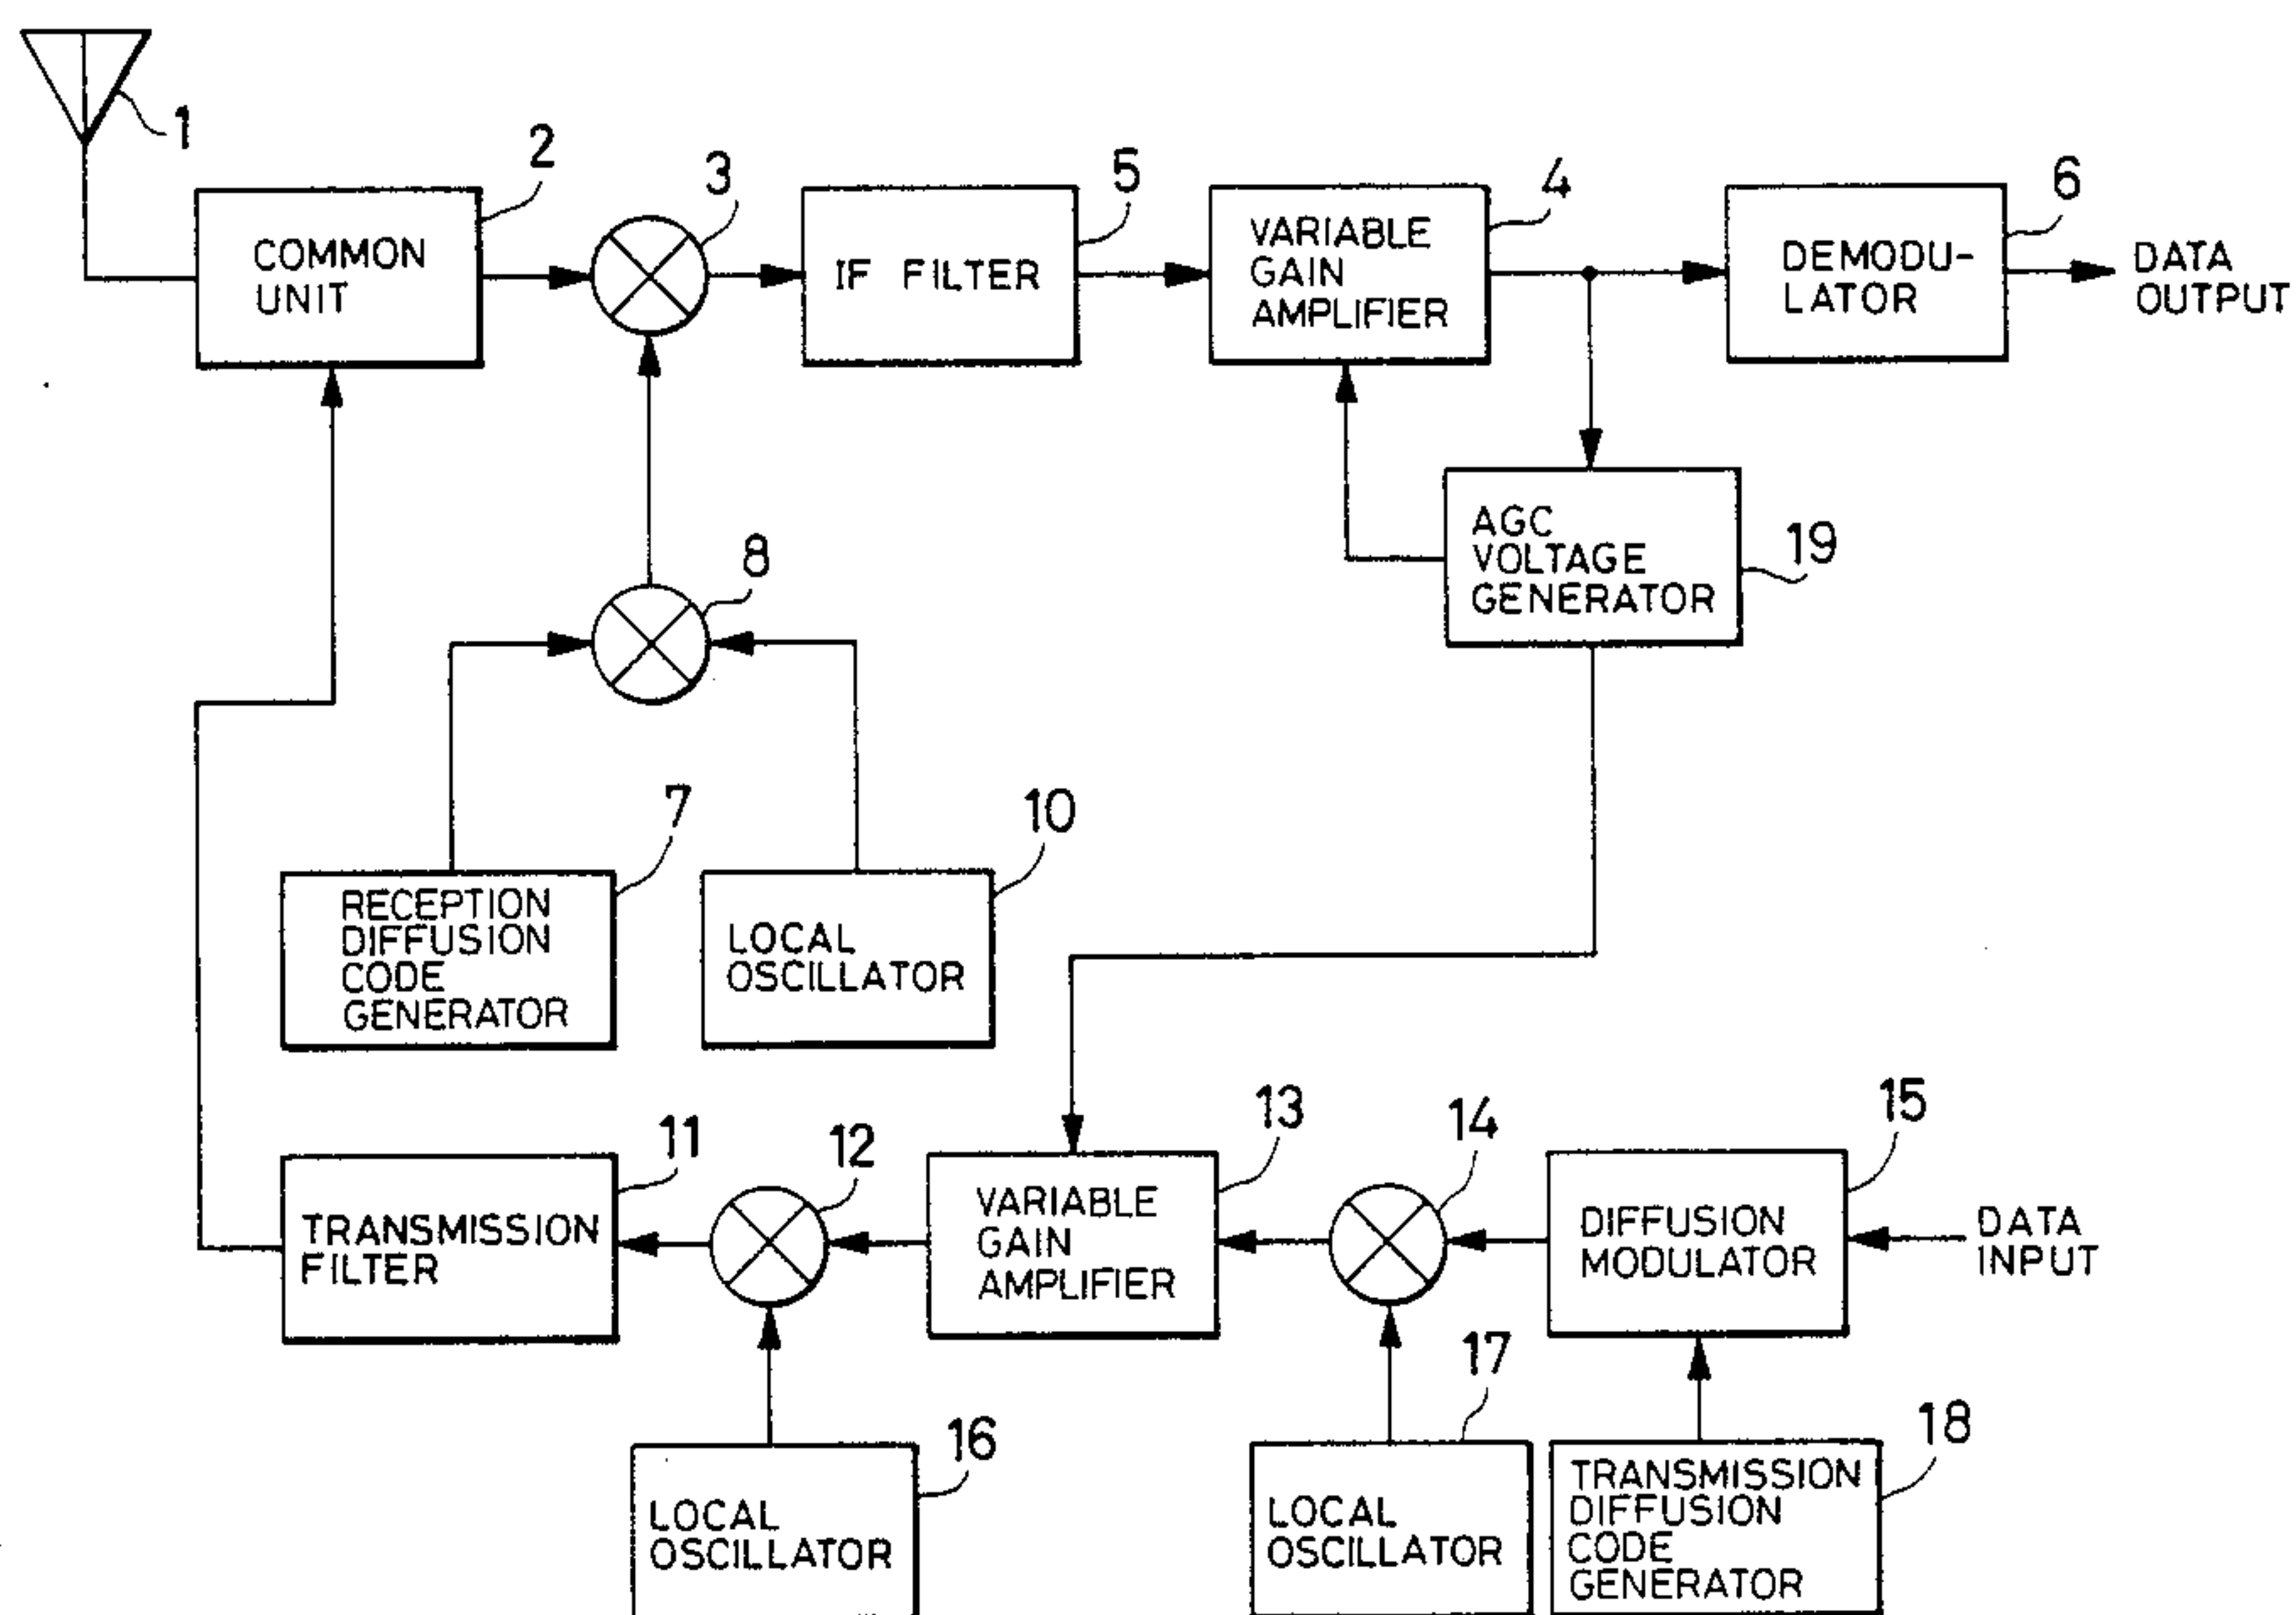 1
2
3
5
4
6
COMMON
UNIT
IF FILTER
VARIABLE
GAIN
AMPLIFIER
DEMODU-
LATOR
DATA
OUTPUT
8
AGC
VOLTAGE
GENERATOR
19
7
10
RECEPTION
DIFFUSION
CODE
GENERATOR
LOCAL
OSCILLATOR
11
12
13
14
15
TRANSMISSION
FILTER
VARIABLE
GAIN
AMPLIFIER
DIFFUSION
MODULATOR
DATA
INPUT
16
17
18
LOCAL
OSCILLATOR
LOCAL
OSCILLATOR
TRANSMISSION
DIFFUSION
CODE
GENERATOR